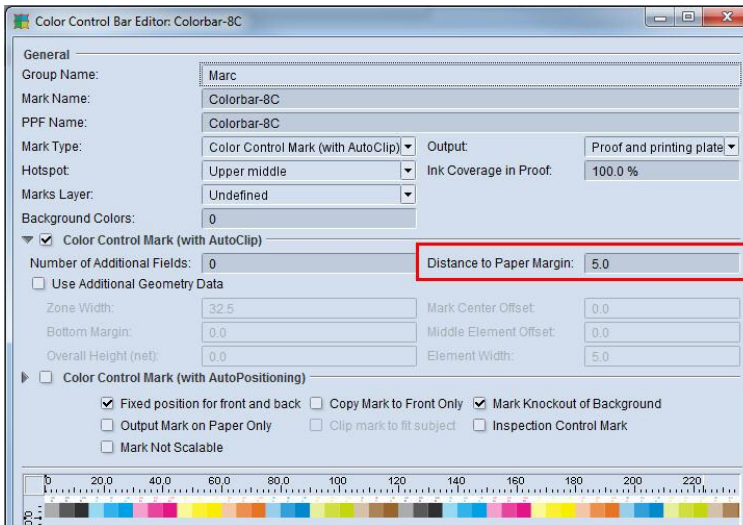 Color Control Bar Editor: Colorbar-8C
General
Group Name: Marc
Mark Name: Colorbar-8C
PPF Name: Colorbar-8C
Mark Type: Color Control Mark (with AutoClip) Output: Proof and printing plate
Hotspot: Upper middle Ink Coverage in Proof: 100.0 %
Marks Layer: Undefined
Background Colors: 0
Color Control Mark (with AutoClip)
Number of Additional Fields: 0 Distance to Paper Margin: 5.0
Use Additional Geometry Data
Zone Width: 32.5 Mark Center Offset: 0.0
Bottom Margin: 0.0 Middle Element Offset: 0.0
Overall Height (net): 0.0 Element Width: 5.0
Color Control Mark (with AutoPositioning)
Fixed position for front and back Copy Mark to Front Only Mark Knockout of Background
Output Mark on Paper Only Clip mark to fit subject Inspection Control Mark
Mark Not Scalable
0 20.0 40.0 60.0 80.0 100 120 140 160 180 200 220